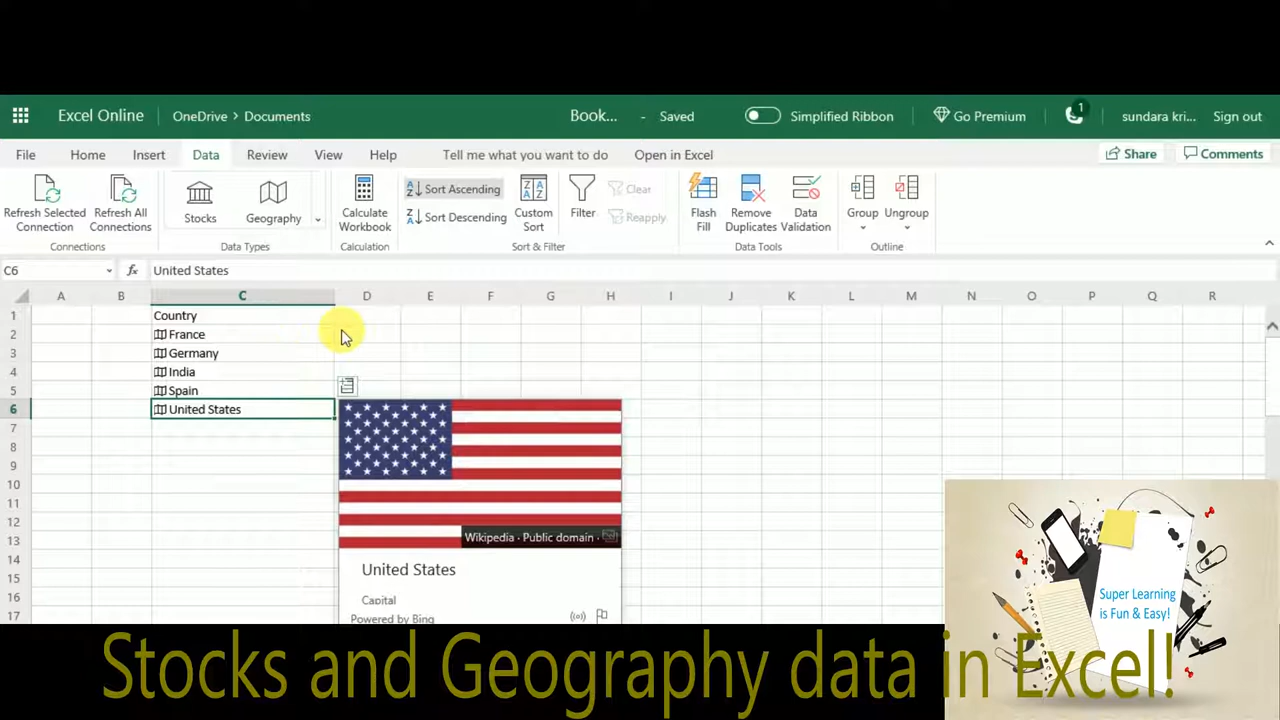 Excel Online OneDrive > Documents Book... - Saved Simplified Ribbon Go Premium 1 sundara kri... Sign out
File Home Insert Data Review View Help Tell me what you want to do Open in Excel Share Comments
Refresh Selected Connection
Refresh All Connections
Connections
Stocks
Geography
Data Types
Calculate Workbook
Calculation
Sort Ascending
Sort Descending
Custom Sort
Filter
Clear
Reapply
Sort & Filter
Flash Fill
Remove Duplicates
Data Validation
Data Tools
Group
Ungroup
Outline
C6 fx United States
A B C D E F G H I J K L M N O P Q R
1 Country
2 France
3 Germany
4 India
5 Spain
6 United States
7
8
9
10
11
12
13
14
15
16
17
Wikipedia · Public domain ·
United States
Capital
Powered by Bing
Super Learning
is Fun & Easy!
Stocks and Geography data in Excel!